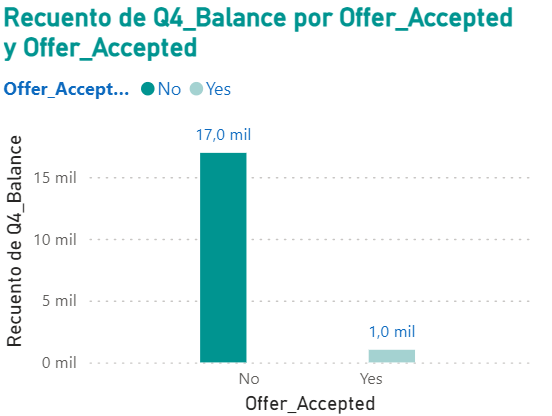 Recuento de Q4_Balance por Offer_Accepted
y Offer_Accepted
Offer_Accept... No Yes
17,0 mil
15 mil
10 mil
5 mil
1,0 mil
0 mil
Recuento de Q4_Balance
No Yes
Offer_Accepted